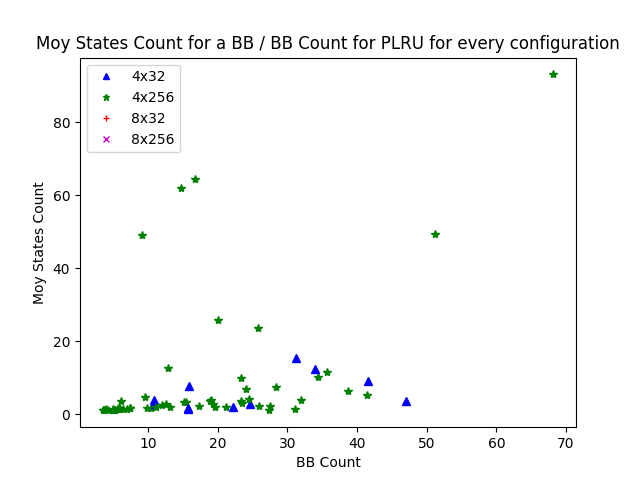 Moy States Count for a BB / BB Count for PLRU for every configuration
4x32
4x256
8x32
8x256
Moy States Count
80
60
40
20
0
10 20 30 40 50 60 70
BB Count